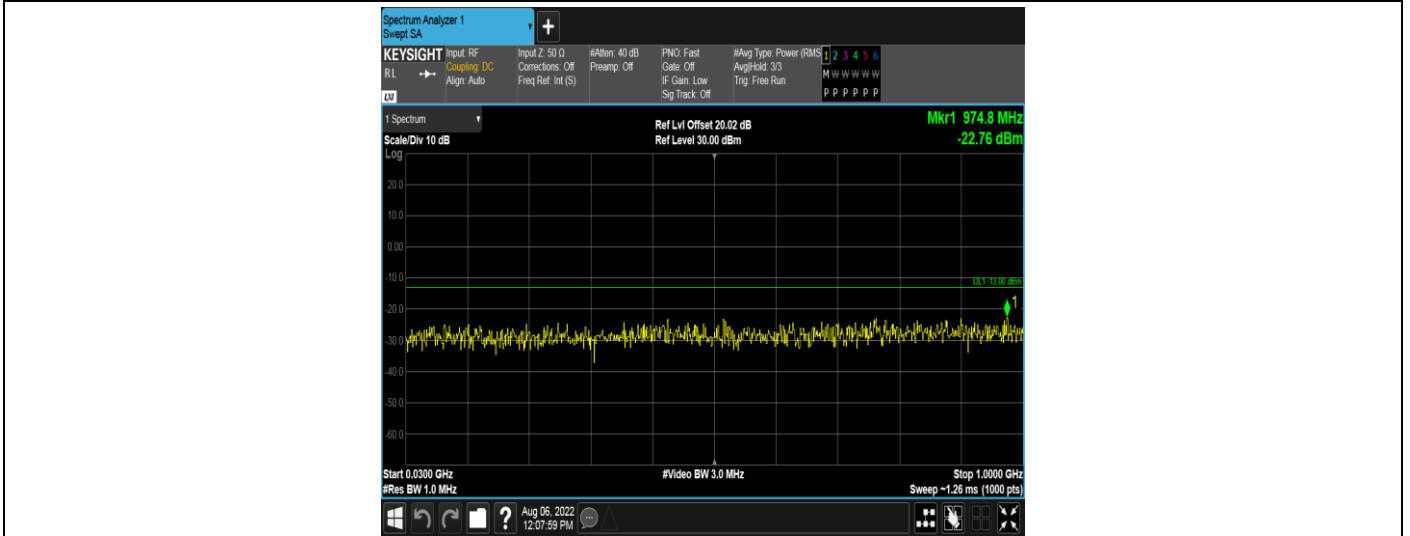 Spectrum Analyzer 1
Swept SA
+
KEYSIGHT
RL
LXI
Input: RF
Coupling: DC
Align: Auto
Input Z: 50 Ω
Corrections: Off
Freq Ref: Int (S)
#Atten: 40 dB
Preamp: Off
PNO: Fast
Gate: Off
IF Gain: Low
Sig Track: Off
#Avg Type: Power (RMS
Avg|Hold: 3/3
Trig: Free Run
1 2 3 4 5 6
M W W W W W
P P P P P P
1 Spectrum
Scale/Div 10 dB
Log
Ref Lvl Offset 20.02 dB
Ref Level 30.00 dBm
Mkr1 974.8 MHz
-22.76 dBm
20.0
10.0
0.00
-10.0
-20.0
-30.0
-40.0
-50.0
-60.0
DL1 -13.00 dBm
1
Start 0.0300 GHz
#Res BW 1.0 MHz
#Video BW 3.0 MHz
Stop 1.0000 GHz
Sweep ~1.26 ms (1000 pts)
?
Aug 06, 2022
12:07:59 PM